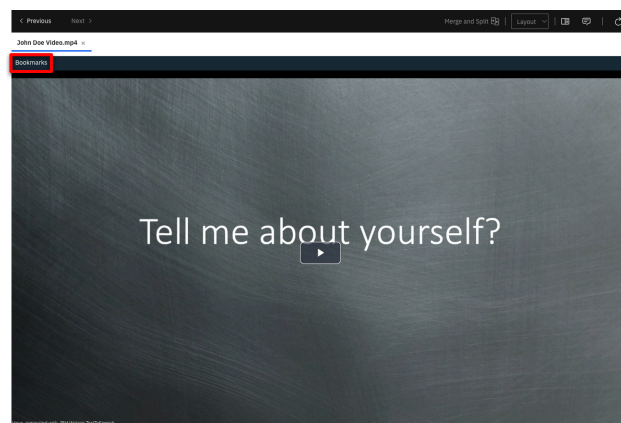 < Previous Next > Merge and Split Layout
John Doe Video.mp4 ×
Bookmarks
Tell me about yourself?